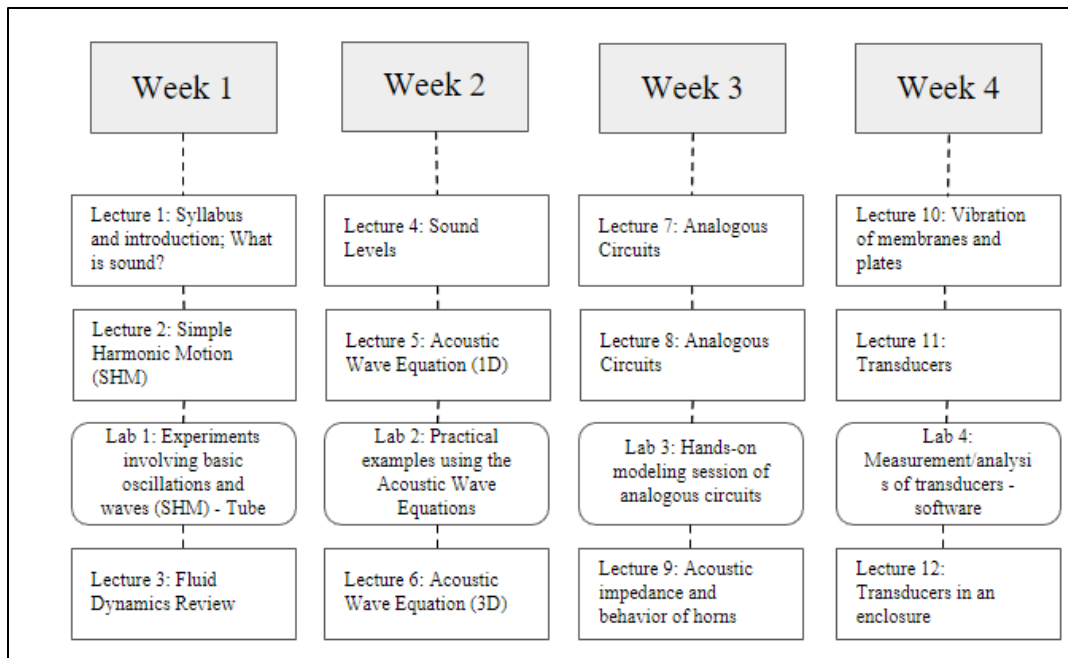 Week 1
Lecture 1: Syllabus
and introduction; What
is sound?
Lecture 2: Simple
Harmonic Motion
(SHM)
Lab 1: Experiments
involving basic
oscillations and
waves (SHM) - Tube
Lecture 3: Fluid
Dynamics Review
Week 2
Lecture 4: Sound
Levels
Lecture 5: Acoustic
Wave Equation (1D)
Lab 2: Practical
examples using the
Acoustic Wave
Equations
Lecture 6: Acoustic
Wave Equation (3D)
Week 3
Lecture 7: Analogous
Circuits
Lecture 8: Analogous
Circuits
Lab 3: Hands-on
modeling session of
analogous circuits
Lecture 9: Acoustic
impedance and
behavior of horns
Week 4
Lecture 10: Vibration
of membranes and
plates
Lecture 11:
Transducers
Lab 4:
Measurement/analysi
s of transducers -
software
Lecture 12:
Transducers in an
enclosure